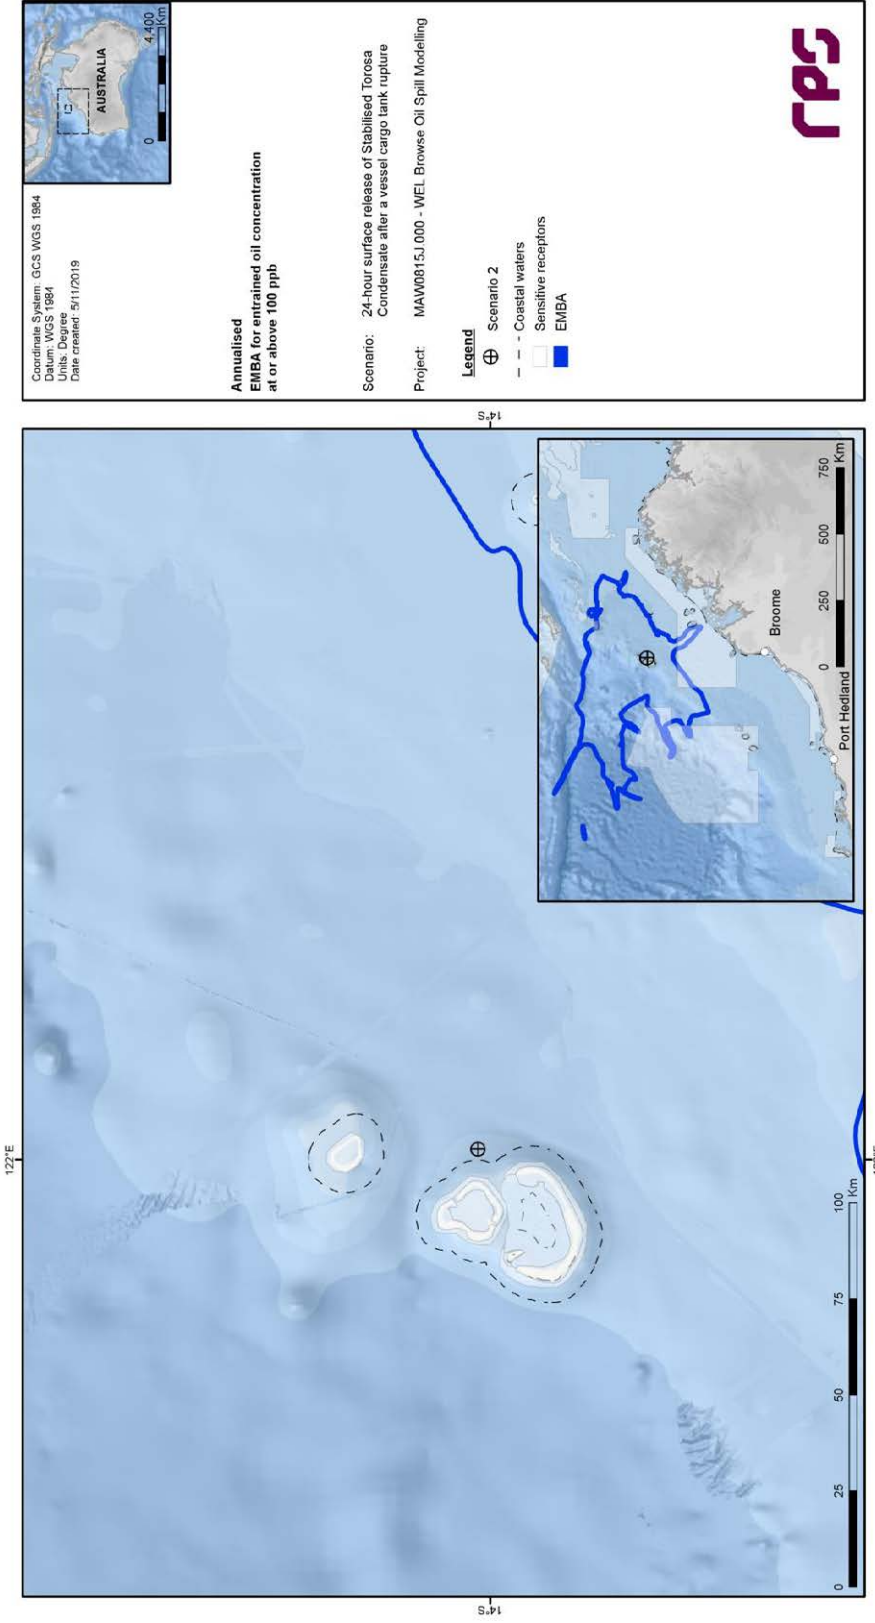 Coordinate System: GCS WGS 1984
Datum: WGS 1984
Units: Degree
Date created: 5/11/2019
AUSTRALIA
0 4,400
Km
Annualised
EMBA for entrained oil concentration
at or above 100 ppb
Scenario: 24-hour surface release of Stabilised Torosa
Condensate after a vessel cargo tank rupture
Project: MAW0815J.000 - WEL Browse Oil Spill Modelling
Legend
Scenario 2
Coastal waters
Sensitive receptors
EMBA
rps
122°E
14°S
14°S
0 25 50 75 100
Km
Broome
Port Hedland
0 250 500 750
Km